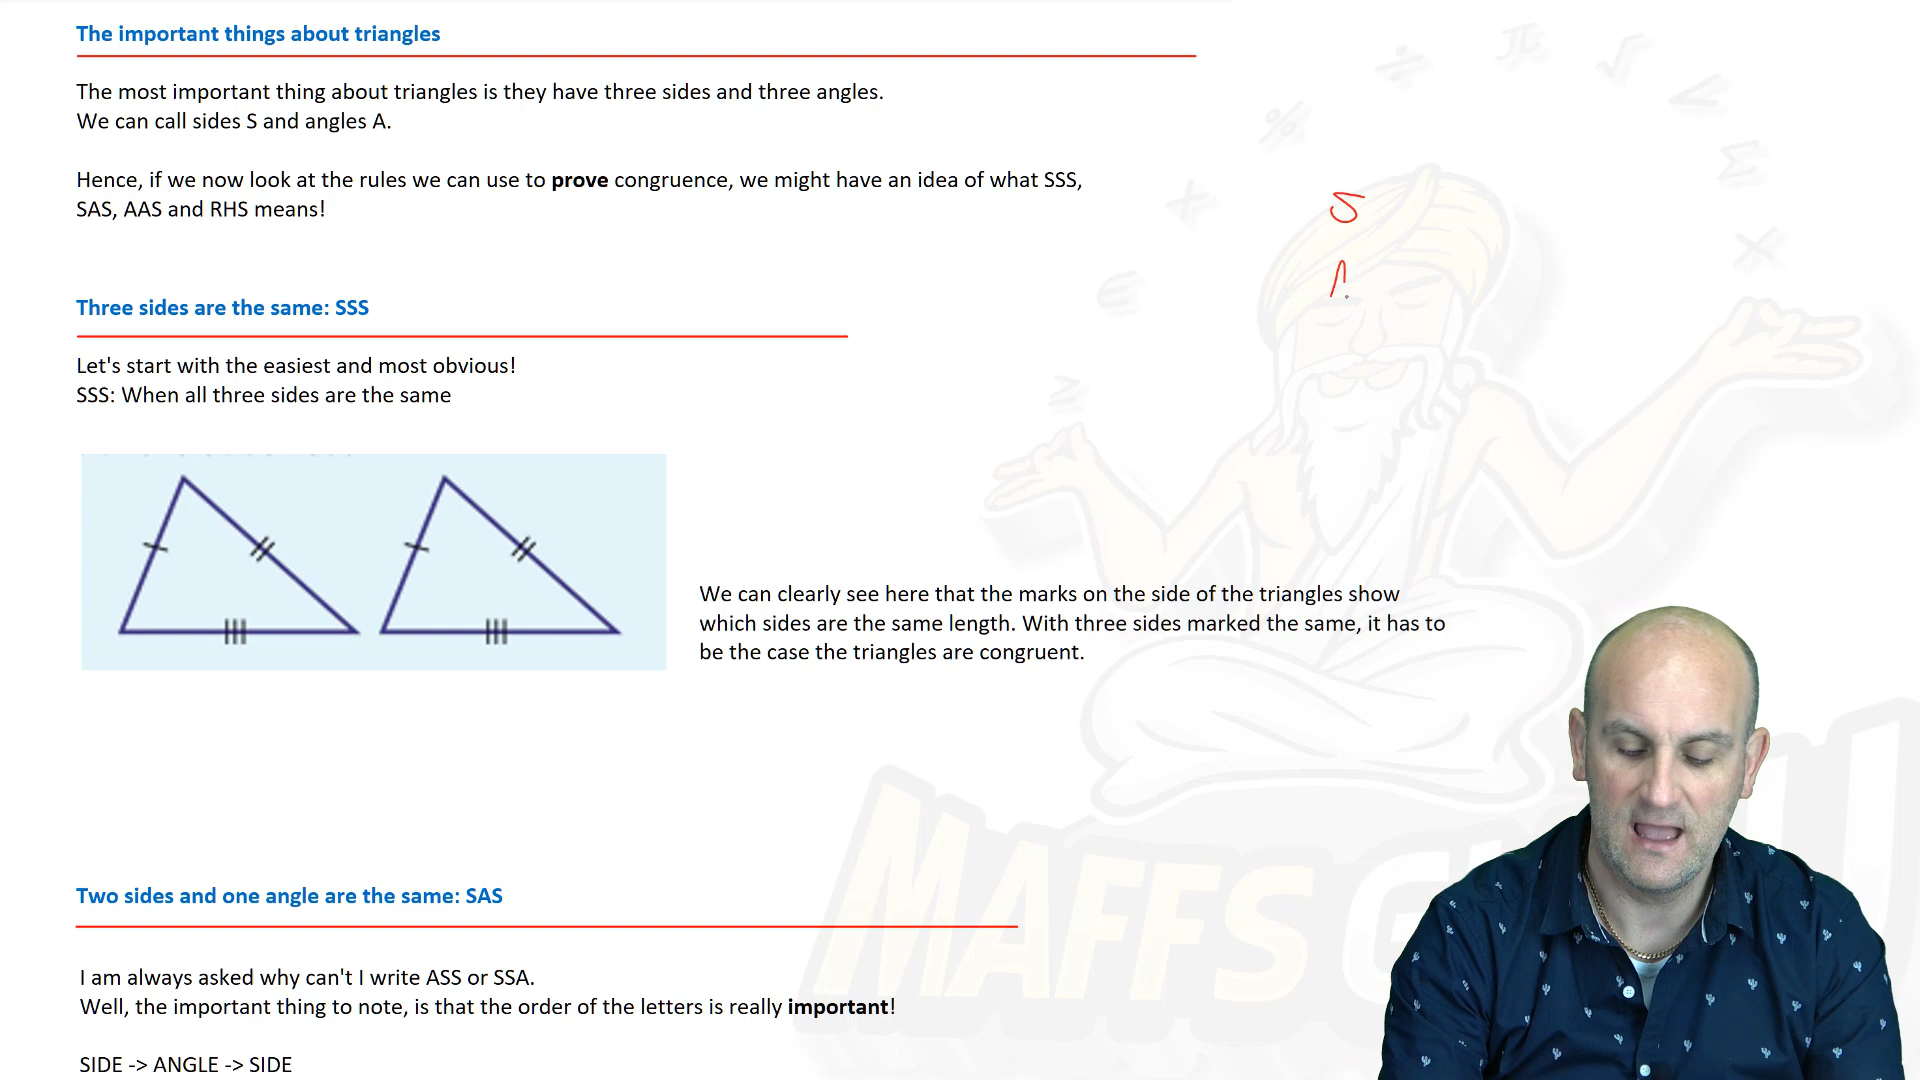 The important things about triangles
The most important thing about triangles is they have three sides and three angles.
We can call sides S and angles A.
Hence, if we now look at the rules we can use to prove congruence, we might have an idea of what SSS,
SAS, AAS and RHS means!
S
Three sides are the same: SSS
Let's start with the easiest and most obvious!
SSS: When all three sides are the same
We can clearly see here that the marks on the side of the triangles show
which sides are the same length. With three sides marked the same, it has to
be the case the triangles are congruent.
MAFFS G
Two sides and one angle are the same: SAS
I am always asked why can't I write ASS or SSA.
Well, the important thing to note, is that the order of the letters is really important!
SIDE -> ANGLE -> SIDE